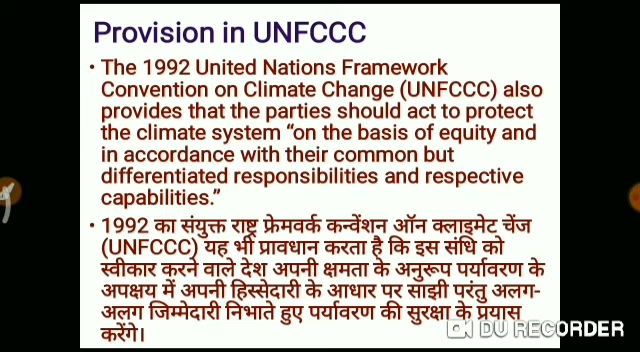 Provision in UNFCCC
• The 1992 United Nations Framework
Convention on Climate Change (UNFCCC) also
provides that the parties should act to protect
the climate system “on the basis of equity and
in accordance with their common but
differentiated responsibilities and respective
capabilities.”
• 1992 का संयुक्त राष्ट्र फ्रेमवर्क कन्वेंशन ऑन क्लाइमेट चेंज
(UNFCCC) यह भी प्रावधान करता है कि इस संधि को
स्वीकार करने वाले देश अपनी क्षमता के अनुरूप पर्यावरण के
अपक्षय में अपनी हिस्सेदारी के आधार पर साझी परंतु अलग-
अलग जिम्मेदारी निभाते हुए पर्यावरण की सुरक्षा के प्रयास
करेंगे।
DU RECORDER